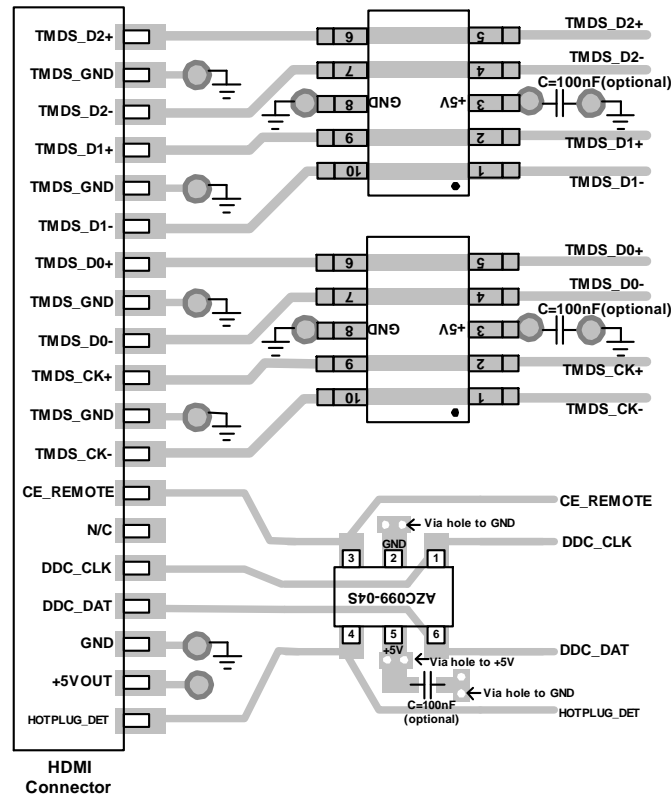 TMDS_D2+
TMDS_GND
TMDS_D2-
TMDS_D1+
TMDS_GND
TMDS_D1-
TMDS_D0+
TMDS_GND
TMDS_D0-
TMDS_CK+
TMDS_GND
TMDS_CK-
CE_REMOTE
N/C
DDC_CLK
DDC_DAT
GND
+5V OUT
HOTPLUG_DET
HDMI
Connector
6
7
8
9
10
GND
+5V
5
4
3
2
1
TMDS_D2+
TMDS_D2-
C=100nF(optional)
TMDS_D1+
TMDS_D1-
6
7
8
9
10
GND
+5V
5
4
3
2
1
TMDS_D0+
TMDS_D0-
C=100nF(optional)
TMDS_CK+
TMDS_CK-
CE_REMOTE
Via hole to GND
GND
DDC_CLK
3
2
1
AZC099-04S
4
5
6
+5V
DDC_DAT
Via hole to +5V
Via hole to GND
C=100nF
(optional)
HOTPLUG_DET